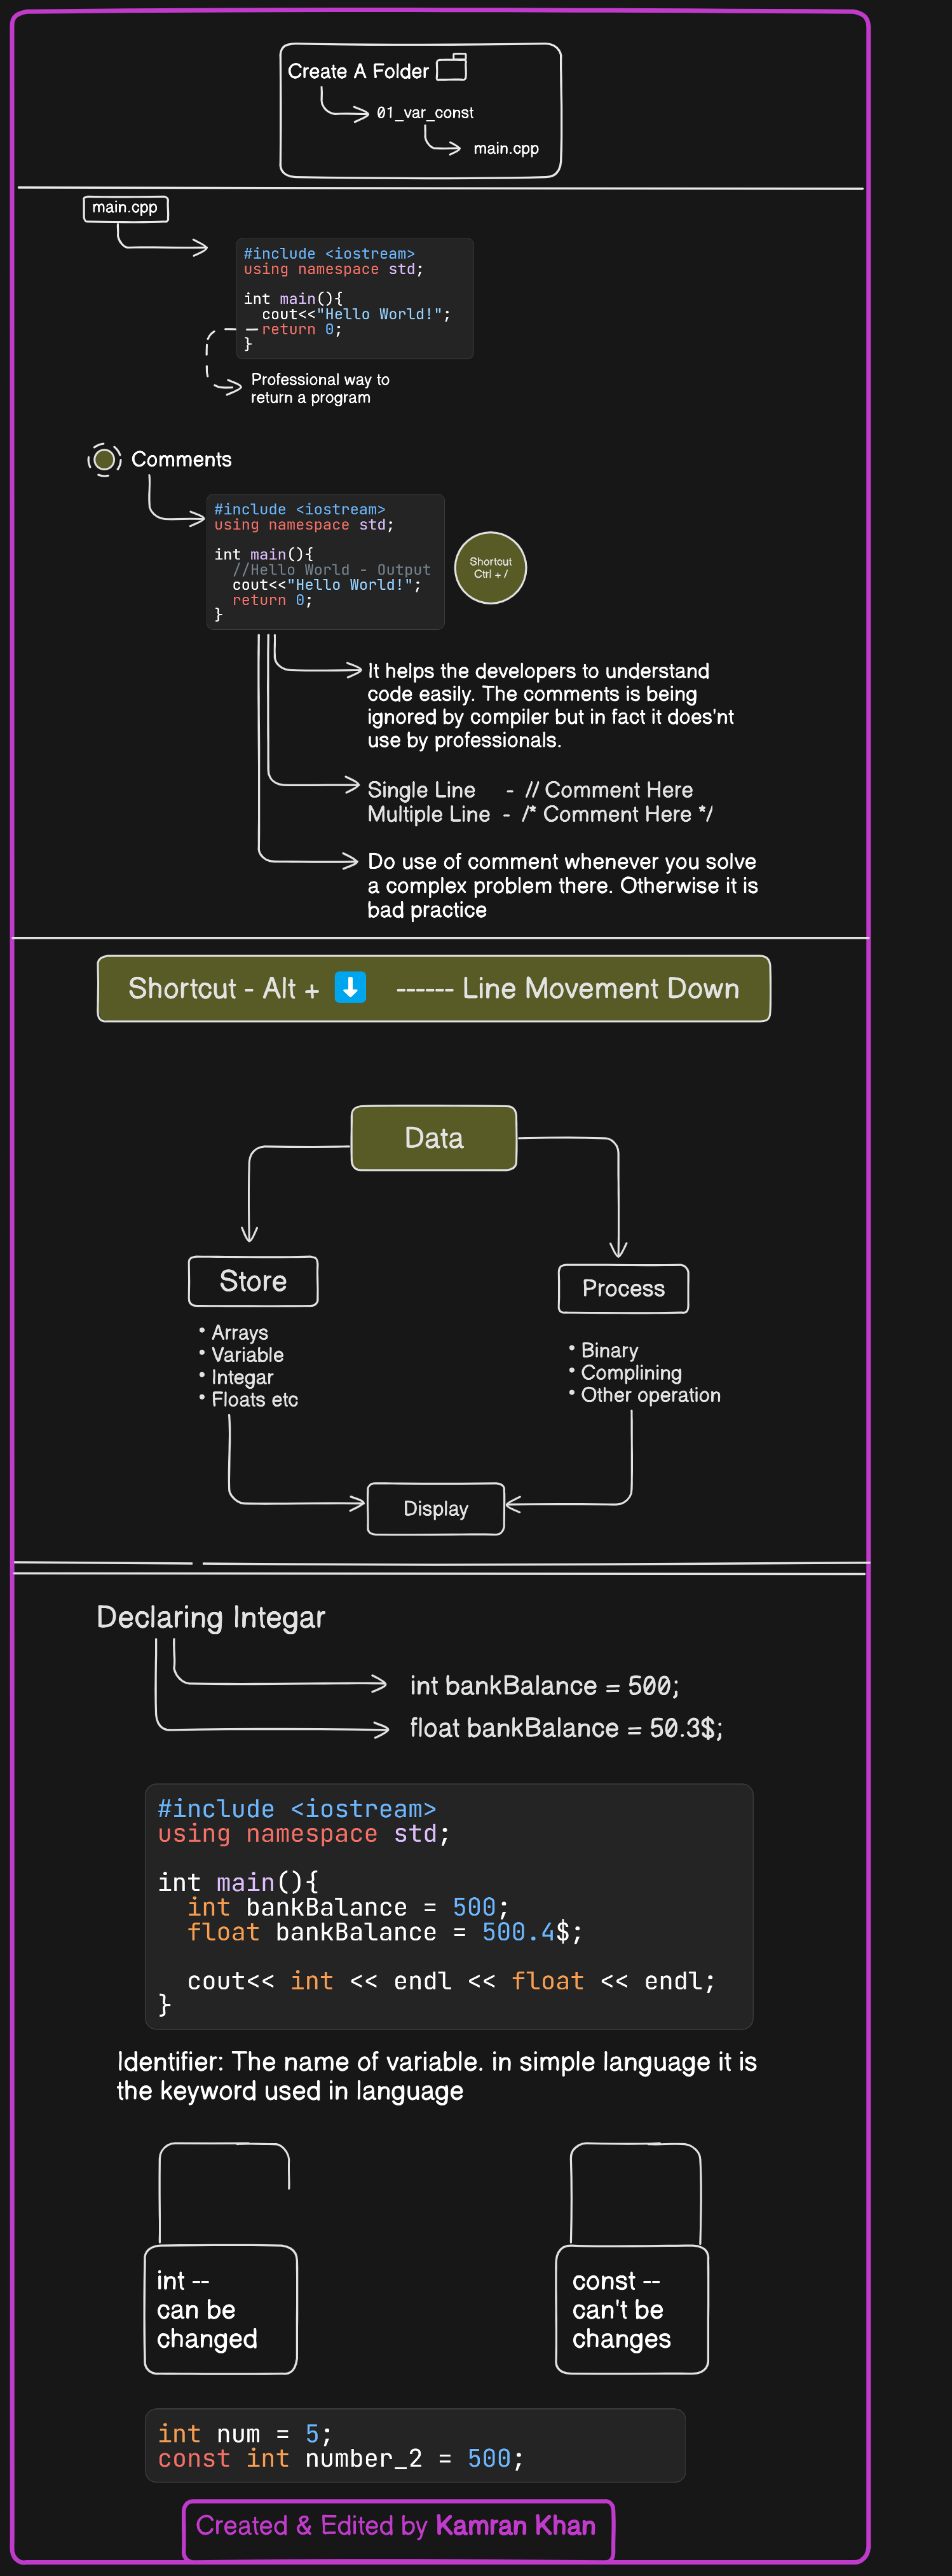 Create A Folder
01_var_const
main.cpp
main.cpp
#include <iostream>
using namespace std;
int main(){
cout<<"Hello World!";
return 0;
}
Professional way to
return a program
Comments
#include <iostream>
using namespace std;
int main(){
//Hello World - Output
cout<<"Hello World!";
return 0;
}
Shortcut
Ctrl + /
It helps the developers to understand
code easily. The comments is being
ignored by compiler but in fact it does'nt
use by professionals.
Single Line - // Comment Here
Multiple Line - /* Comment Here */
Do use of comment whenever you solve
a complex problem there. Otherwise it is
bad practice
Shortcut - Alt + ⬇ ------ Line Movement Down
Data
Store
Process
• Arrays
• Variable
• Integar
• Floats etc
• Binary
• Complining
• Other operation
Display
Declaring Integar
int bankBalance = 500;
float bankBalance = 50.3$;
#include <iostream>
using namespace std;
int main(){
int bankBalance = 500;
float bankBalance = 500.4$;
cout<< int << endl << float << endl;
}
Identifier: The name of variable. in simple language it is
the keyword used in language
int --
can be
changed
const --
can't be
changes
int num = 5;
const int number_2 = 500;
Created & Edited by Kamran Khan